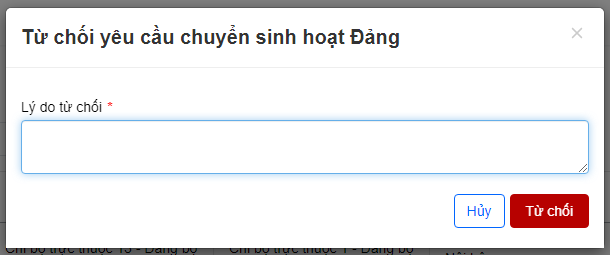 Từ chối yêu cầu chuyển sinh hoạt Đảng
×
Lý do từ chối *
Hủy
Từ chối